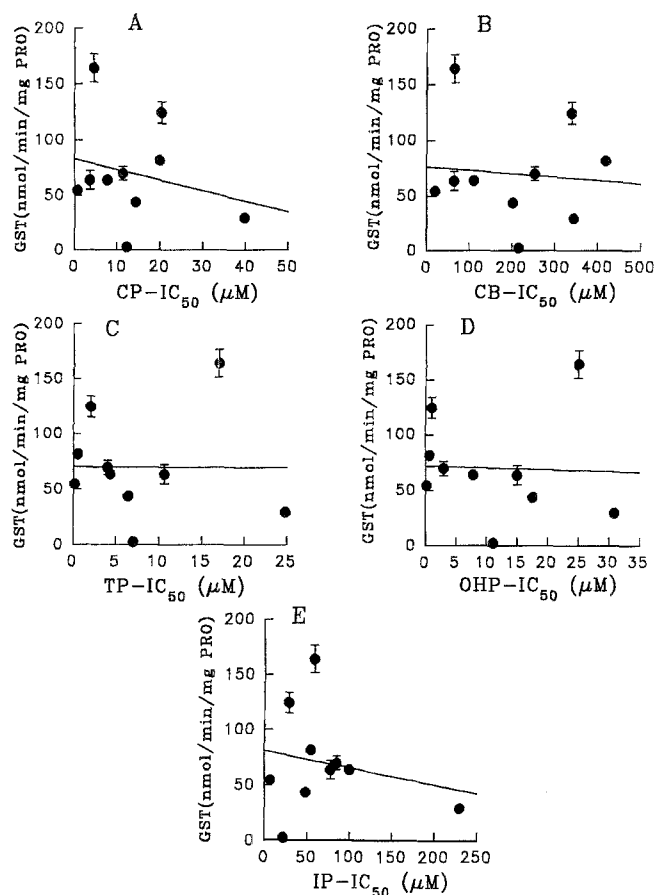 A
GST(nmol/min/mg PRO)
200
150
100
50
0
0 10 20 30 40 50
CP-IC50 (μM)
B
GST(nmol/min/mg PRO)
200
150
100
50
0
0 100 200 300 400 500
CB-IC50 (μM)
C
GST(nmol/min/mg PRO)
200
150
100
50
0
0 5 10 15 20 25
TP-IC50 (μM)
D
GST(nmol/min/mg PRO)
200
150
100
50
0
0 5 10 15 20 25 30 35
OHP-IC50 (μM)
E
GST(nmol/min/mg PRO)
200
150
100
50
0
0 50 100 150 200 250
IP-IC50 (μM)